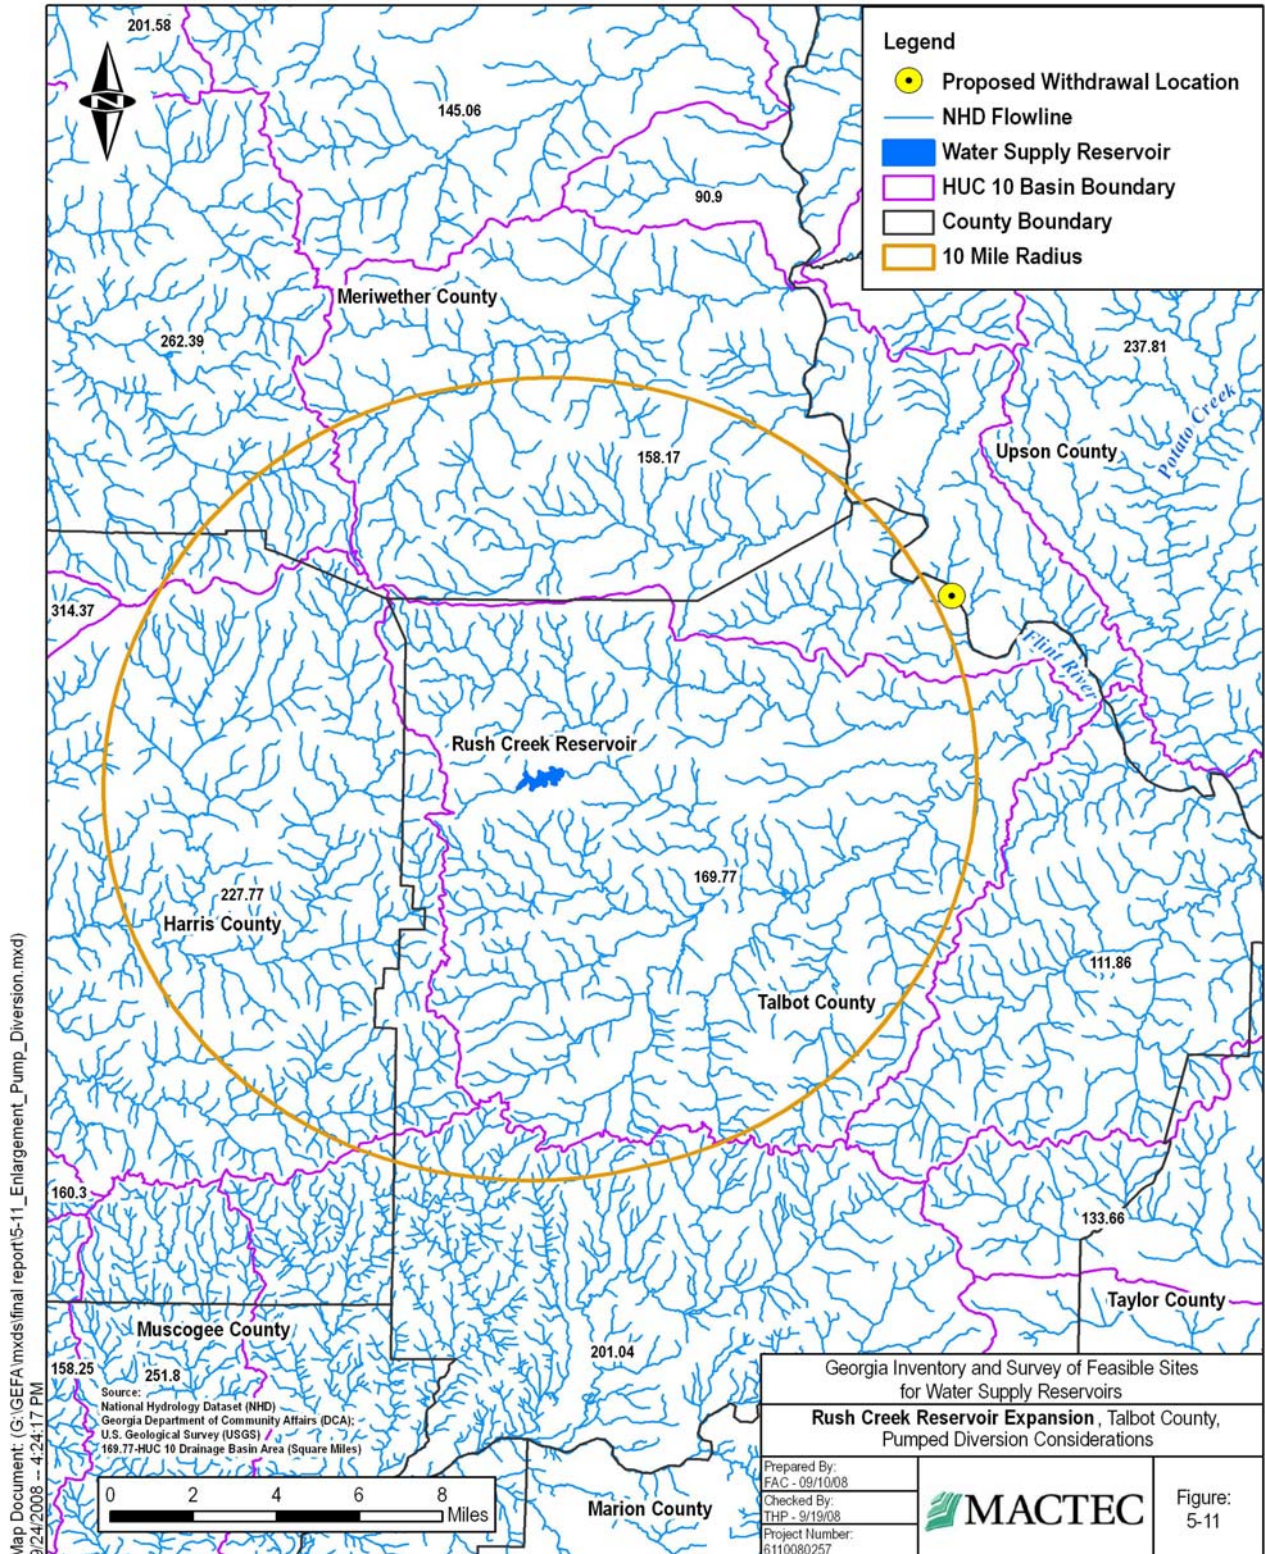 201.58
N
145.06
90.9
Legend
Proposed Withdrawal Location
NHD Flowline
Water Supply Reservoir
HUC 10 Basin Boundary
County Boundary
10 Mile Radius
Meriwether County
262.39
237.81
Potato Creek
Upson County
158.17
314.37
Flint River
Rush Creek Reservoir
169.77
227.77
Harris County
111.86
Talbot County
160.3
133.66
Taylor County
Muscogee County
201.04
158.25
251.8
Source:
National Hydrology Dataset (NHD)
Georgia Department of Community Affairs (DCA);
U.S. Geological Survey (USGS)
169.77-HUC 10 Drainage Basin Area (Square Miles)
0 2 4 6 8
Miles
Marion County
Georgia Inventory and Survey of Feasible Sites
for Water Supply Reservoirs
Rush Creek Reservoir Expansion , Talbot County,
Pumped Diversion Considerations
Prepared By:
FAC - 09/10/08
Checked By:
THP - 9/19/08
Project Number:
6110080257
MACTEC
Figure:
5-11
Map Document: (G:\GEFA\mxds\final report\5-11_Enlargement_Pump_Diversion.mxd)
9/24/2008 -- 4:24:17 PM